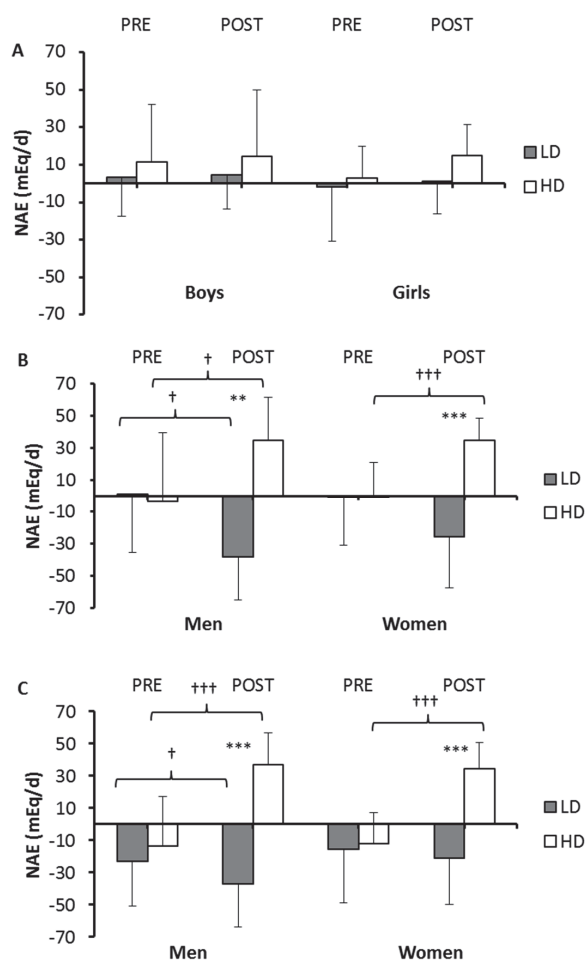 PRE POST PRE POST
A
70
50
30
10
-10
-30
-50
-70
NAE (mEq/d)
LD
HD
Boys Girls
B
PRE † POST PRE POST
†††
70
50
30
10
-10
-30
-50
-70
NAE (mEq/d)
† ** ***
LD
HD
Men Women
C
PRE POST PRE POST
††† †††
70
50
30
10
-10
-30
-50
-70
NAE (mEq/d)
† *** ***
LD
HD
Men Women